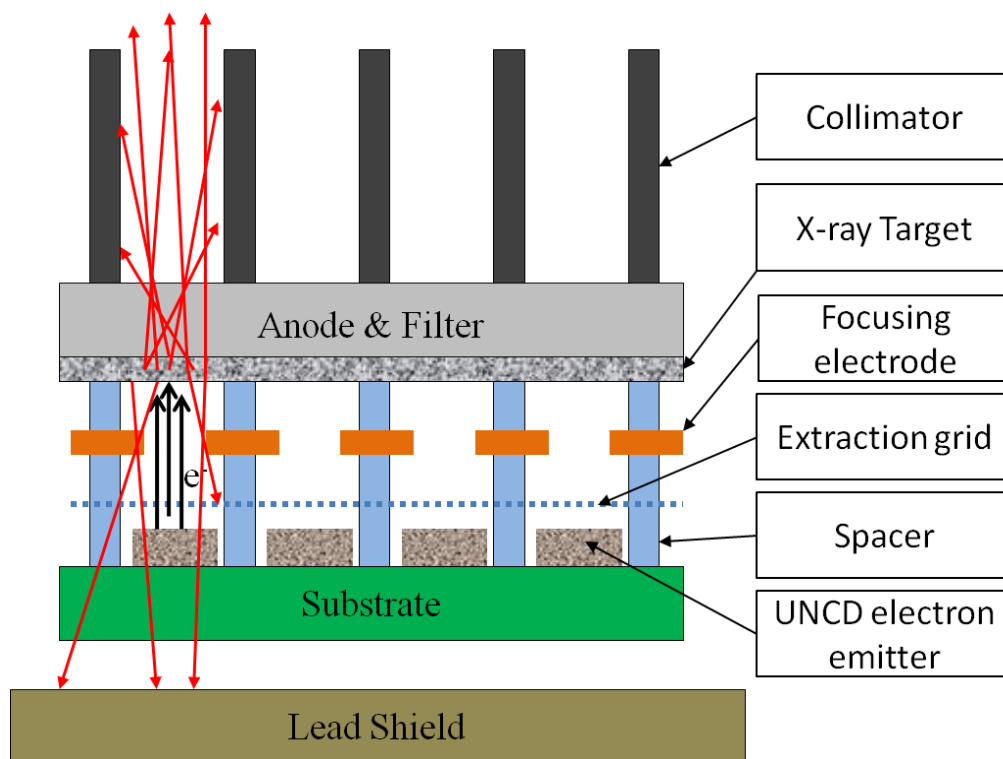 Collimator
X-ray Target
Focusing
electrode
Extraction grid
Spacer
UNCD electron
emitter
Anode & Filter
e-
Substrate
Lead Shield